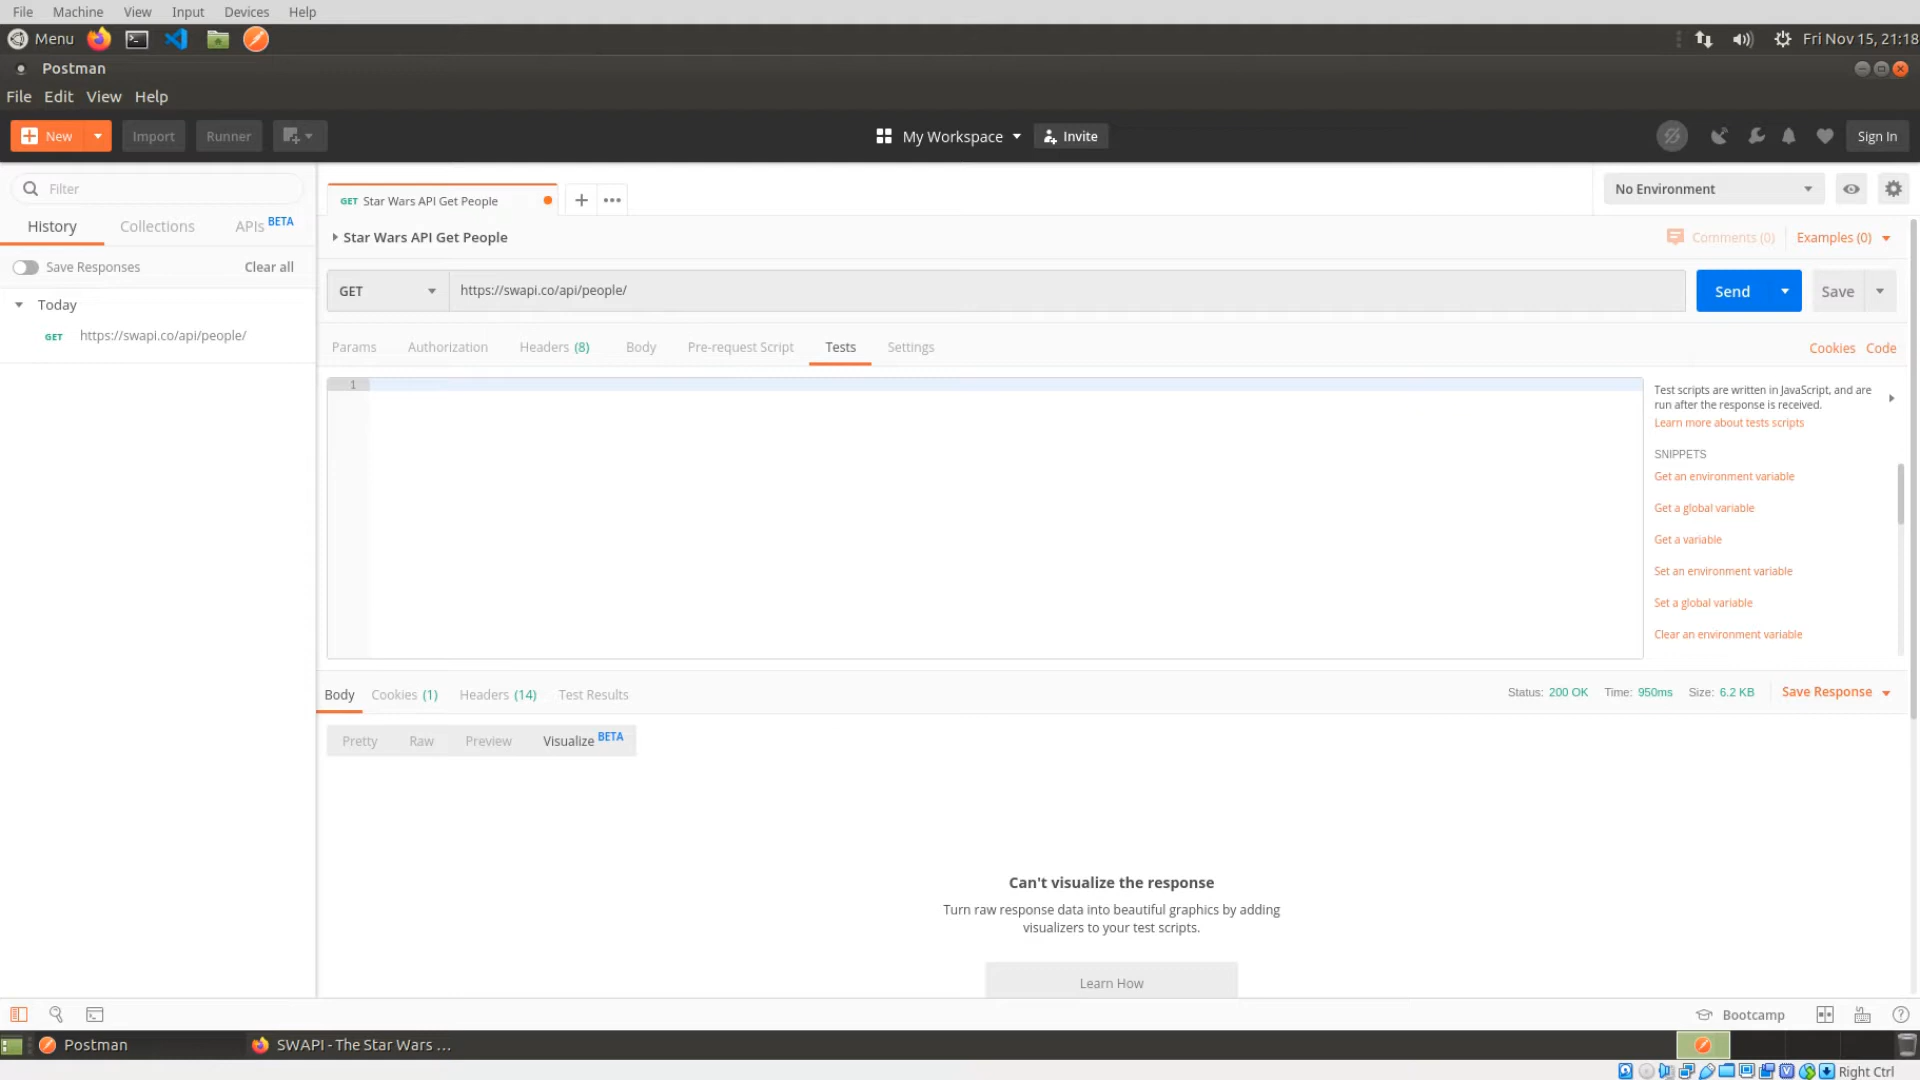 File Machine View Input Devices Help
Menu Fri Nov 15, 21:18
Postman
File Edit View Help
New Import Runner My Workspace Invite Sign In
Filter
History Collections APIs BETA
Save Responses Clear all
Today
GET https://swapi.co/api/people/
GET Star Wars API Get People
No Environment
Star Wars API Get People Comments (0) Examples (0)
GET https://swapi.co/api/people/ Send Save
Params Authorization Headers (8) Body Pre-request Script Tests Settings Cookies Code
1
Test scripts are written in JavaScript, and are
run after the response is received.
Learn more about tests scripts
SNIPPETS
Get an environment variable
Get a global variable
Get a variable
Set an environment variable
Set a global variable
Clear an environment variable
Body Cookies (1) Headers (14) Test Results Status: 200 OK Time: 950ms Size: 6.2 KB Save Response
Pretty Raw Preview Visualize BETA
Can't visualize the response
Turn raw response data into beautiful graphics by adding
visualizers to your test scripts.
Learn How
Bootcamp
Postman SWAPI - The Star Wars ...
Right Ctrl